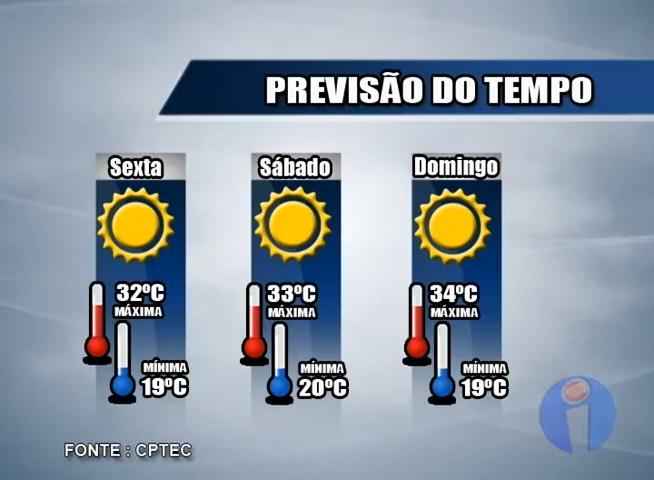 PREVISÃO DO TEMPO
Sexta
32ºC
MÁXIMA
MÍNIMA
19ºC
Sábado
33ºC
MÁXIMA
MÍNIMA
20ºC
Domingo
34ºC
MÁXIMA
MÍNIMA
19ºC
FONTE : CPTEC